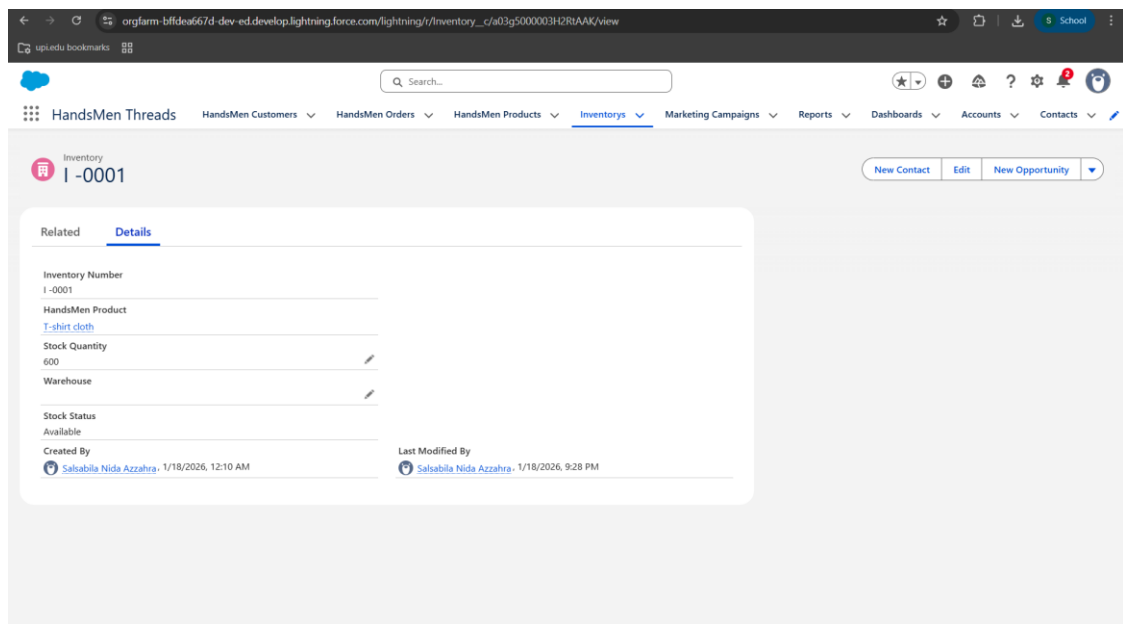 orgfarm-bffdea667d-dev-ed.develop.lightning.force.com/lightning/r/Inventory__c/a03g5000003H2RtAAK/view
S School
upi.edu bookmarks
Search...
2
HandsMen Threads HandsMen Customers HandsMen Orders HandsMen Products Inventorys Marketing Campaigns Reports Dashboards Accounts Contacts
Inventory
I -0001
New Contact Edit New Opportunity
Related Details
Inventory Number
I -0001
HandsMen Product
T-shirt cloth
Stock Quantity
600
Warehouse
Stock Status
Available
Created By Last Modified By
Salsabila Nida Azzahra, 1/18/2026, 12:10 AM Salsabila Nida Azzahra, 1/18/2026, 9:28 PM